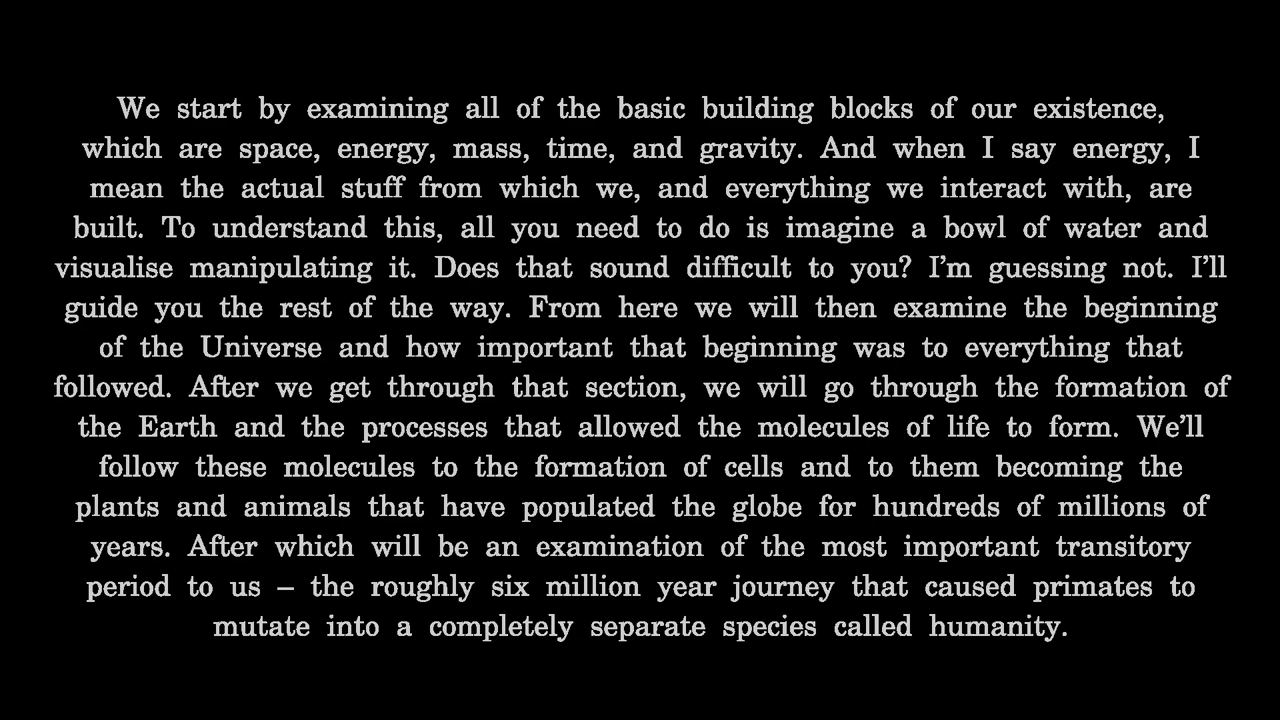 We start by examining all of the basic building blocks of our existence,
which are space, energy, mass, time, and gravity. And when I say energy, I
mean the actual stuff from which we, and everything we interact with, are
built. To understand this, all you need to do is imagine a bowl of water and
visualise manipulating it. Does that sound difficult to you? I’m guessing not. I’ll
guide you the rest of the way. From here we will then examine the beginning
of the Universe and how important that beginning was to everything that
followed. After we get through that section, we will go through the formation of
the Earth and the processes that allowed the molecules of life to form. We’ll
follow these molecules to the formation of cells and to them becoming the
plants and animals that have populated the globe for hundreds of millions of
years. After which will be an examination of the most important transitory
period to us – the roughly six million year journey that caused primates to
mutate into a completely separate species called humanity.